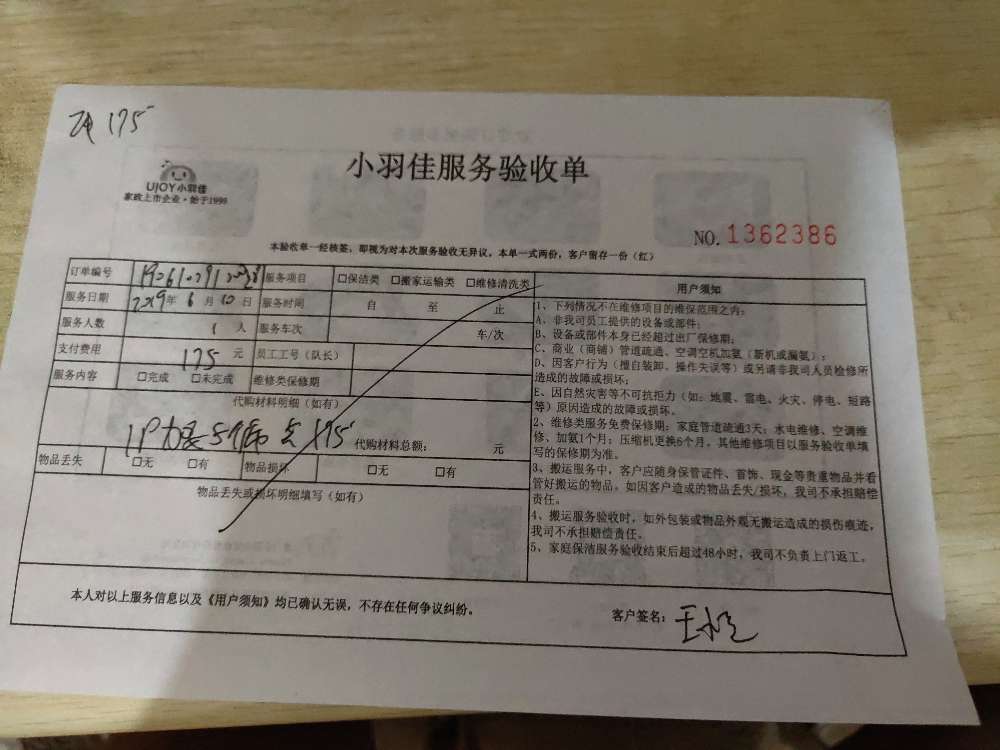 175
小羽佳服务验收单
UJOY小羽佳
家政上市企业·始于1999
NO.1362386
本验收单一经核签，即视为对本次服务验收无异议，本单一式两份，客户留存一份（红）
订单编号 服务项目 □保洁类 □搬家运输类 □维修清洗类
服务日期 2019年 6月 10日 服务时间 自 至 止
服务人数 1 人 服务车次 车/次
支付费用 175 元 员工工号（队长）
服务内容 □完成 □未完成 维修类保修期
代购材料明细（如有）
代购材料总额： 元
物品丢失 □无 □有 物品损坏 □无 □有
物品丢失或损坏明细填写（如有）
用户须知
1、下列情况不在维修项目的维保范围之内：
A、非我司员工提供的设备或部件；
B、设备或部件本身已经超过出厂保修期；
C、商业（商铺）管道疏通、空调空机加氨（新机或漏氨）；
D、因客户行为（擅自装卸、操作失误等）或另请非我司人员检修所
造成的故障或损坏；
E、因自然灾害等不可抗拒力（如：地震、雷电、火灾、停电、短路
等）原因造成的故障或损坏。
2、维修类服务免费保修期：家庭管道疏通3天；水电维修、空调维
修、加氨1个月；压缩机更换6个月。其他维修项目以服务验收单填
写的保修期为准。
3、搬运服务中，客户应随身保管证件、首饰、现金等贵重物品并看
管好搬运的物品。如因客户造成的物品丢失/损坏，我司不承担赔偿
责任。
4、搬运服务验收时，如外包装或物品外观无搬运造成的损伤痕迹，
我司不承担赔偿责任。
5、家庭保洁服务验收结束后超过48小时，我司不负责上门返工。
本人对以上服务信息以及《用户须知》均已确认无误，不存在任何争议纠纷。
客户签名：